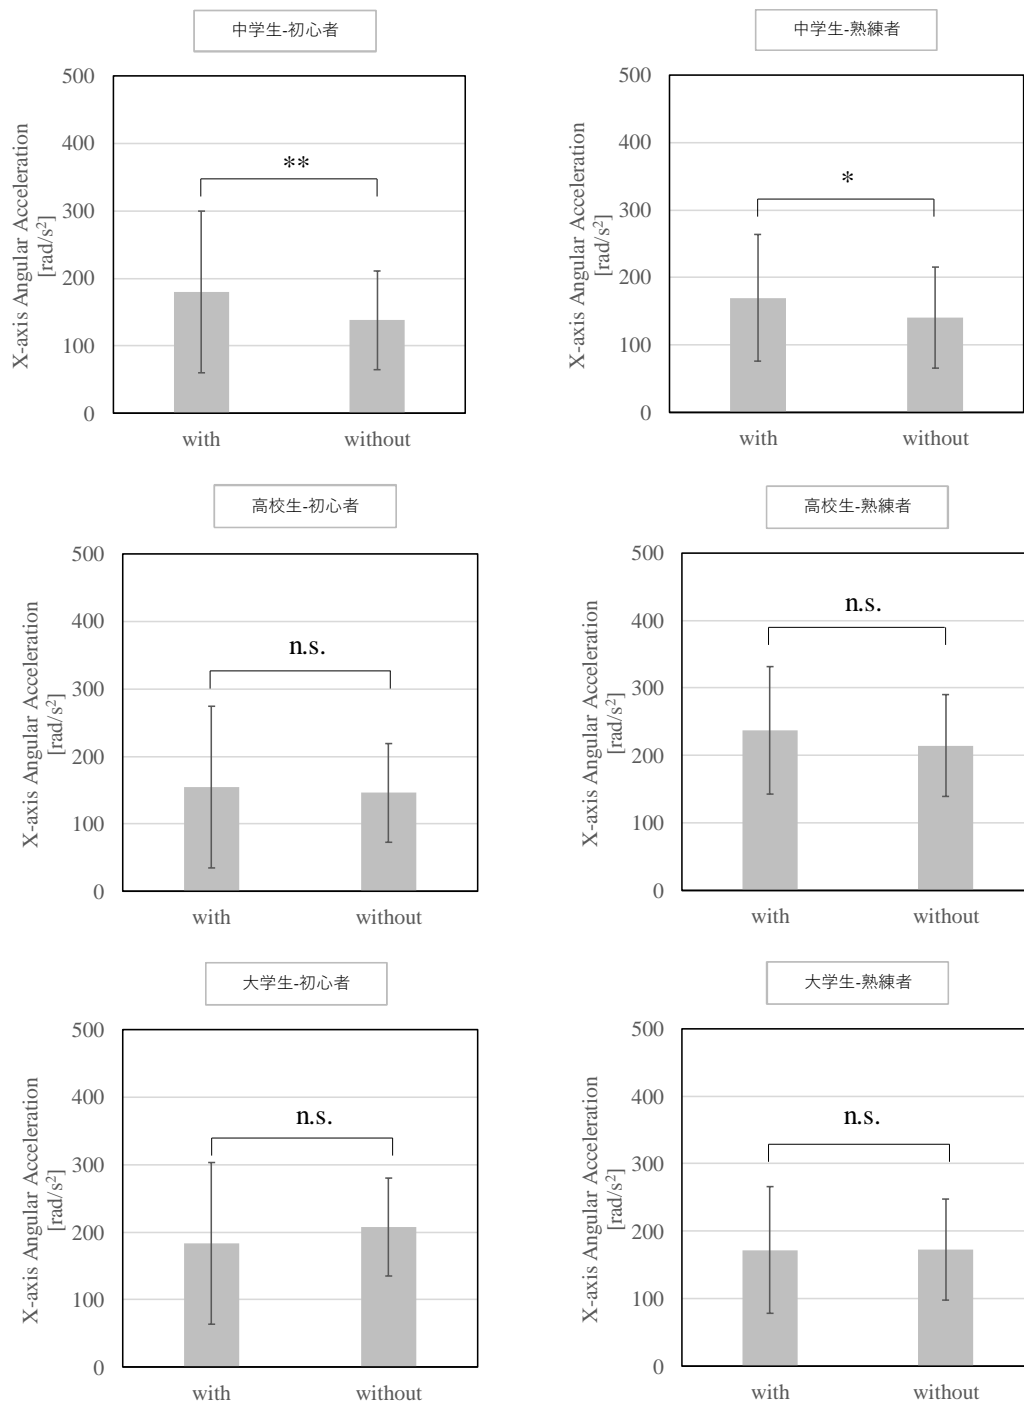 中学生-初心者
500
400
300
200
100
0
X-axis Angular Acceleration
[rad/s²]
**
with without
中学生-熟練者
500
400
300
200
100
0
X-axis Angular Acceleration
[rad/s²]
*
with without
高校生-初心者
500
400
300
200
100
0
X-axis Angular Acceleration
[rad/s²]
n.s.
with without
高校生-熟練者
500
400
300
200
100
0
X-axis Angular Acceleration
[rad/s²]
n.s.
with without
大学生-初心者
500
400
300
200
100
0
X-axis Angular Acceleration
[rad/s²]
n.s.
with without
大学生-熟練者
500
400
300
200
100
0
X-axis Angular Acceleration
[rad/s²]
n.s.
with without